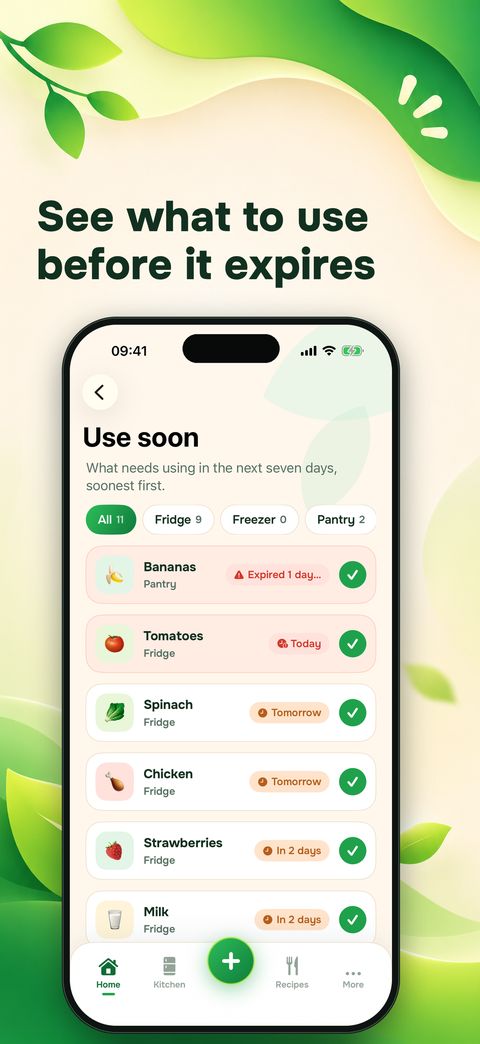 See what to use
before it expires
09:41
Use soon
What needs using in the next seven days,
soonest first.
All 11 Fridge 9 Freezer 0 Pantry 2
Bananas
Pantry
Expired 1 day...
Tomatoes
Fridge
Today
Spinach
Fridge
Tomorrow
Chicken
Fridge
Tomorrow
Strawberries
Fridge
In 2 days
Milk
Fridge
In 2 days
Home Kitchen Recipes More